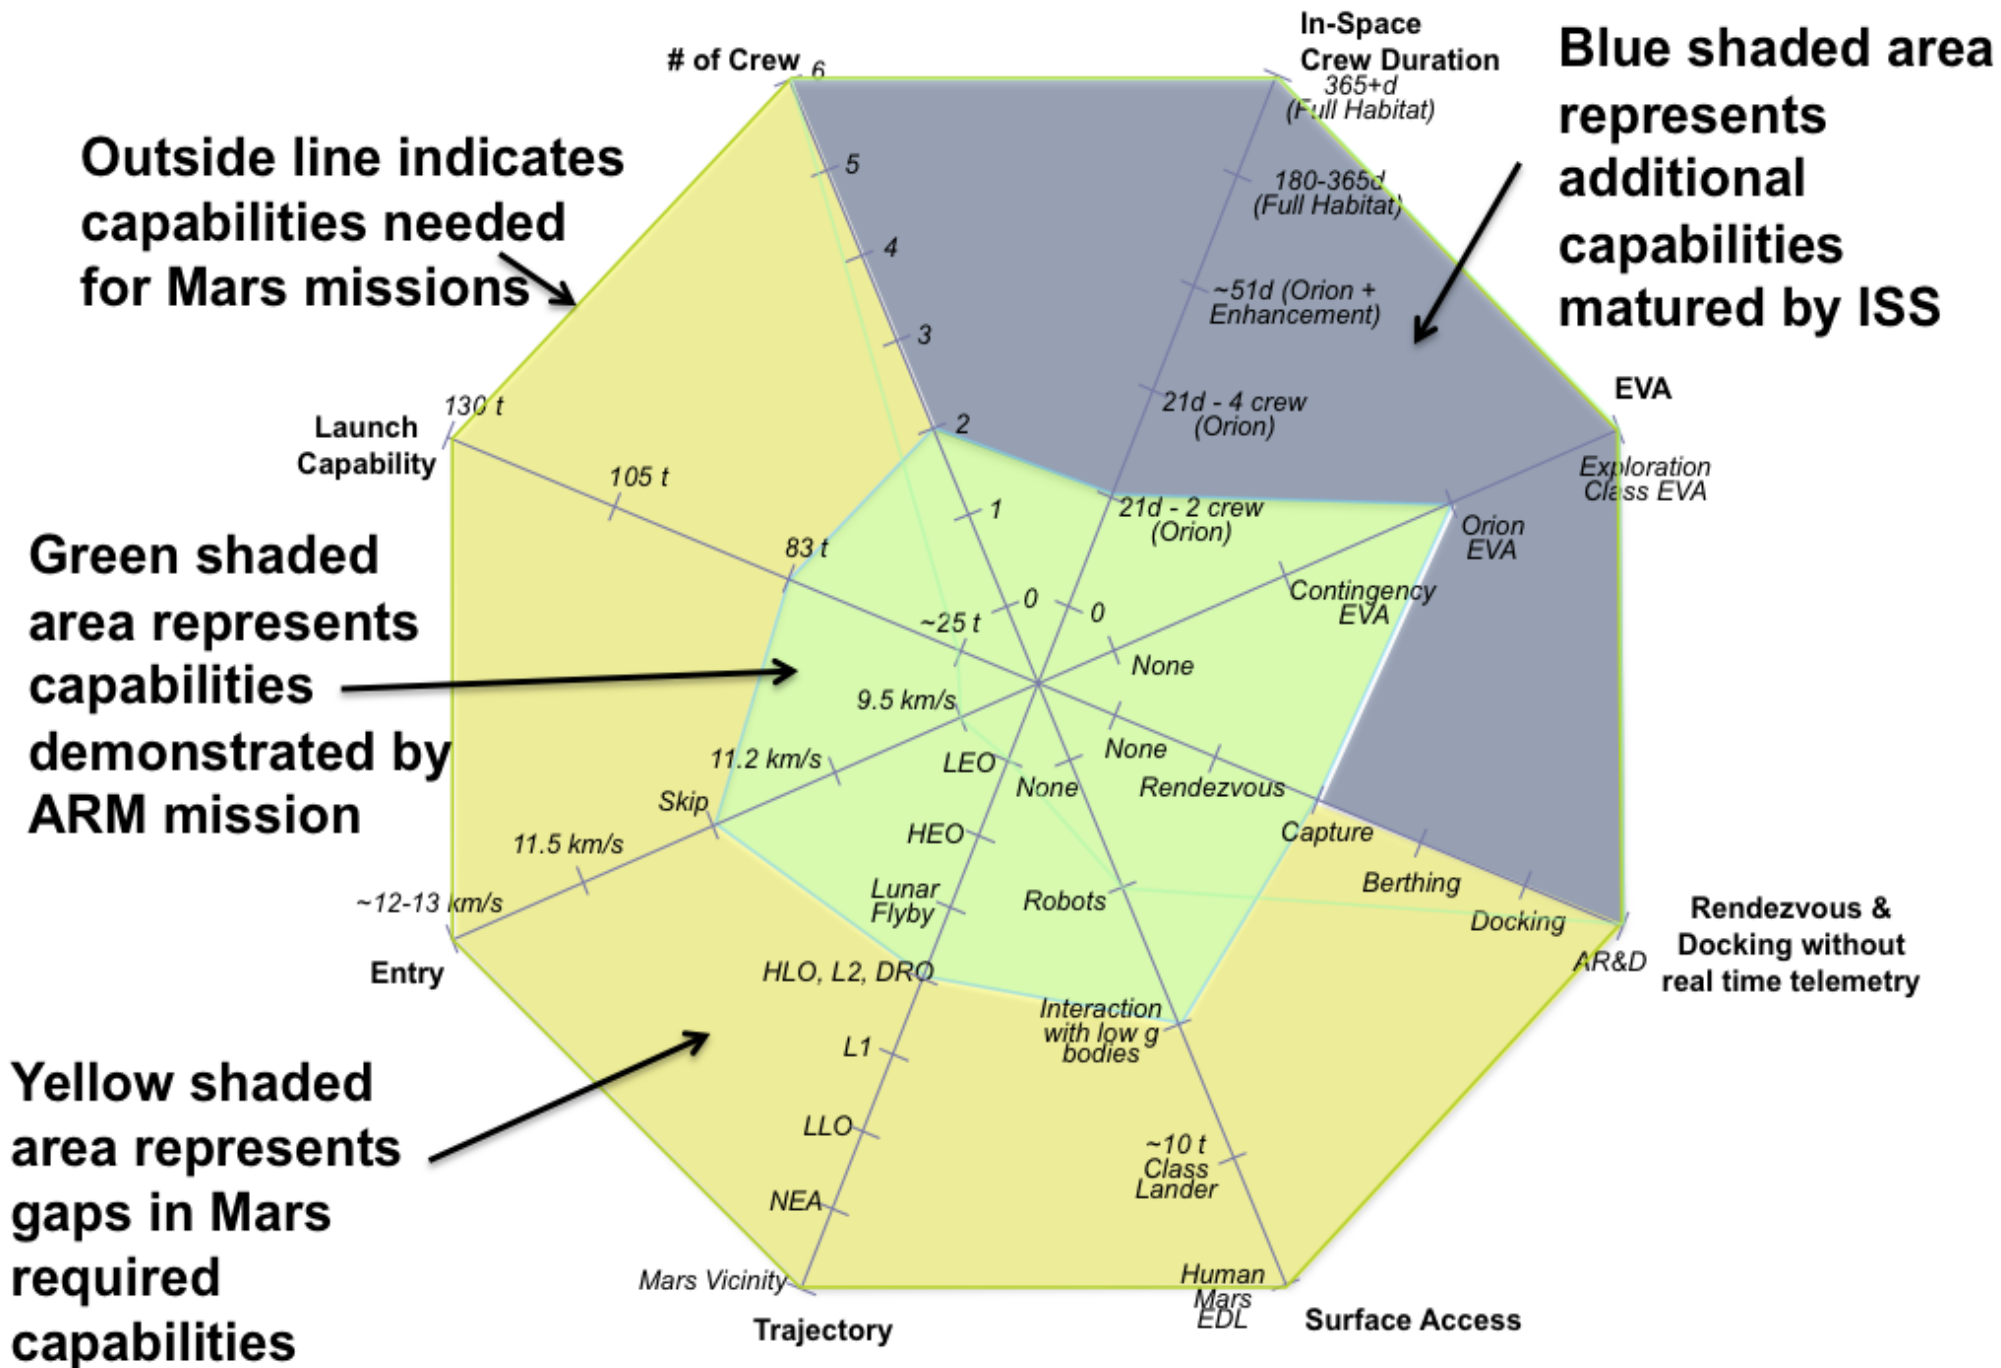 In-Space
Crew Duration
# of Crew
6
365+d
(Full Habitat)
Blue shaded area
represents
additional
capabilities
matured by ISS
Outside line indicates
capabilities needed
for Mars missions
5
180-365d
(Full Habitat)
4
~51d (Orion +
Enhancement)
3
EVA
130 t
Launch
Capability
21d - 4 crew
(Orion)
2
Exploration
Class EVA
105 t
1
21d - 2 crew
(Orion)
Orion
EVA
83 t
Green shaded
area represents
capabilities
demonstrated by
ARM mission
Contingency
EVA
0
0
~25 t
None
9.5 km/s
None
11.2 km/s
LEO
None
Rendezvous
Skip
HEO
Capture
11.5 km/s
Berthing
~12-13 km/s
Lunar
Flyby
Robots
Docking
Rendezvous &
Docking without
real time telemetry
AR&D
Entry
HLO, L2, DRO
Interaction
with low g
bodies
L1
Yellow shaded
area represents
gaps in Mars
required
capabilities
LLO
~10 t
Class
Lander
NEA
Mars Vicinity
Human
Mars
EDL
Trajectory
Surface Access